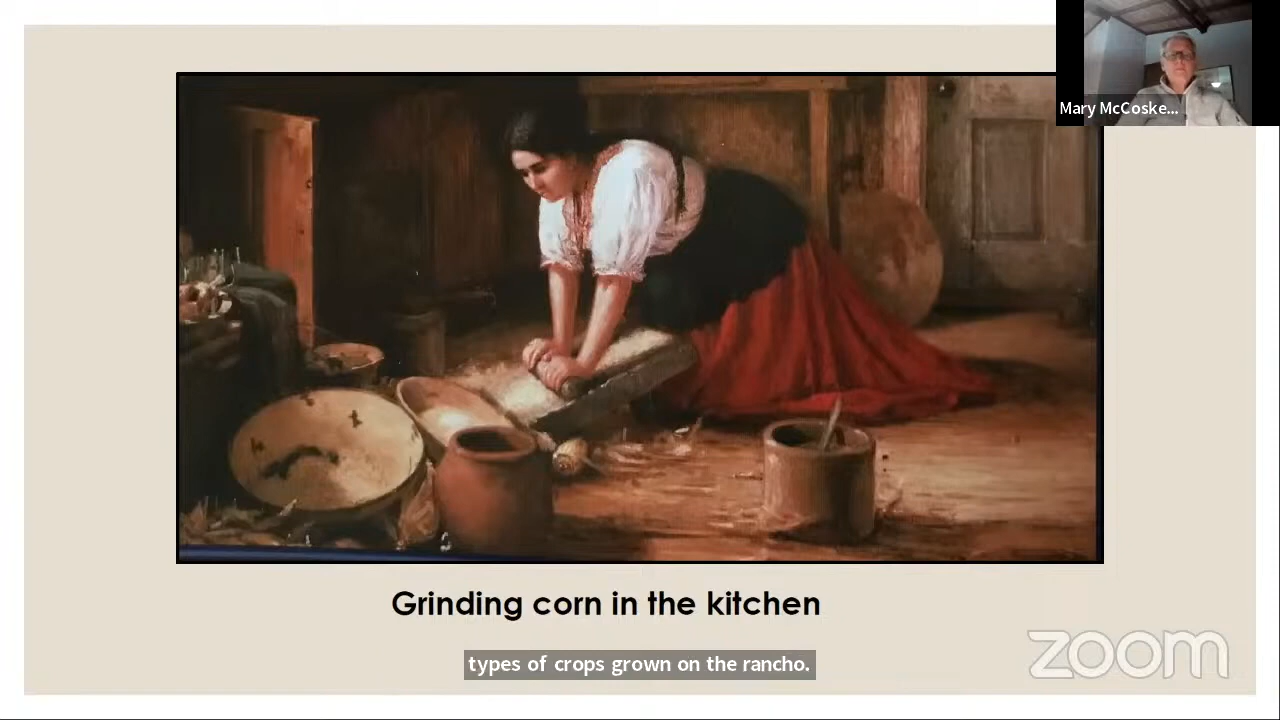 Mary McCoske...
Grinding corn in the kitchen
types of crops grown on the rancho.
zoom